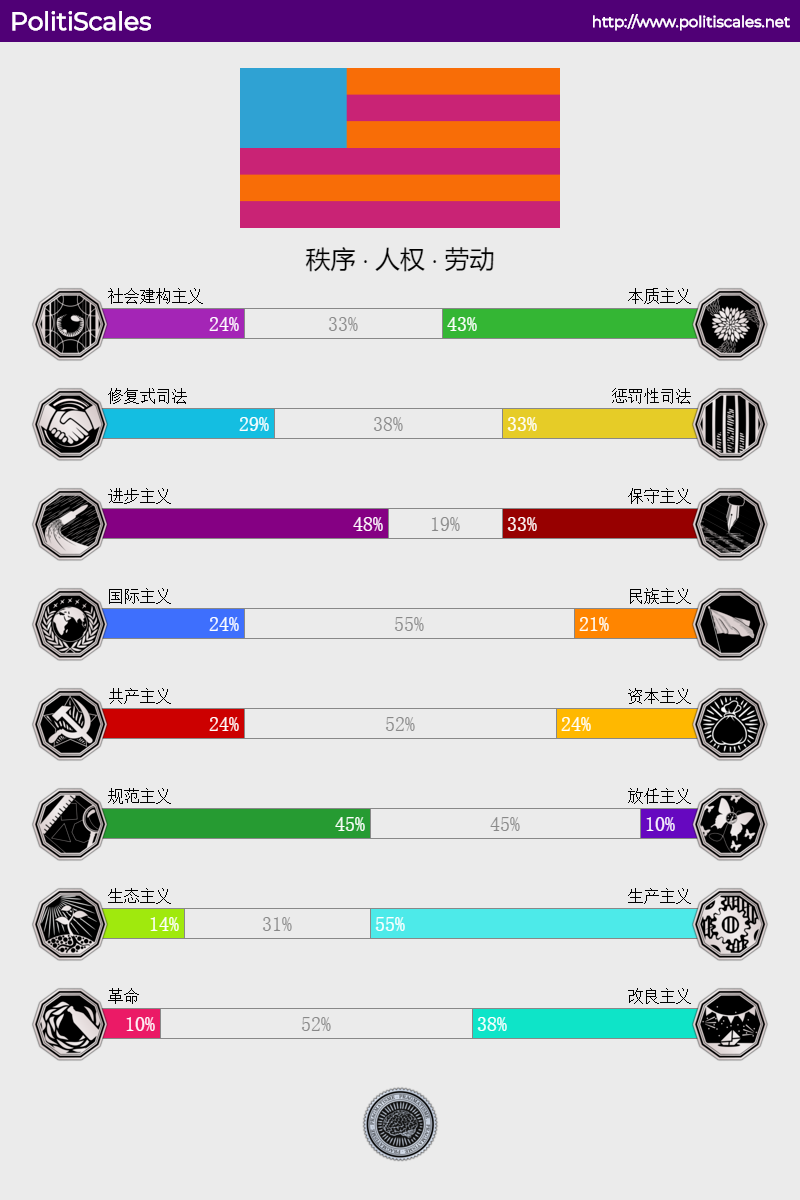 PolitiScales
http://www.politiscales.net
秩序 · 人权 · 劳动
社会建构主义 本质主义
24% 33% 43%
修复式司法 惩罚性司法
29% 38% 33%
进步主义 保守主义
48% 19% 33%
国际主义 民族主义
24% 55% 21%
共产主义 资本主义
24% 52% 24%
规范主义 放任主义
45% 45% 10%
生态主义 生产主义
14% 31% 55%
革命 改良主义
10% 52% 38%